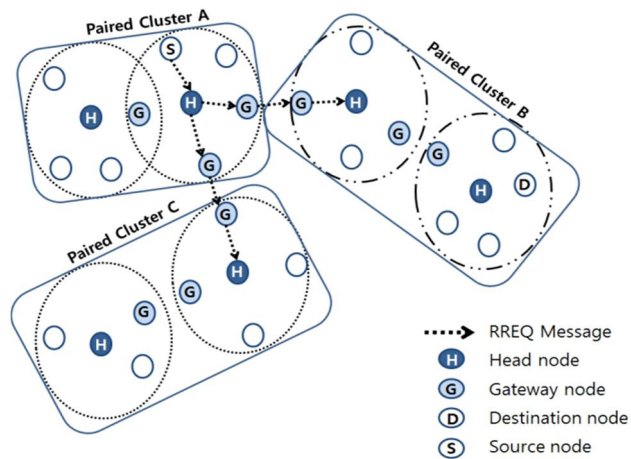 Paired Cluster A
S
H
G
H
G
G
G
H
G
G
H
D
Paired Cluster B
Paired Cluster C
G
H
G
G
H
RREQ Message
H Head node
G Gateway node
D Destination node
S Source node